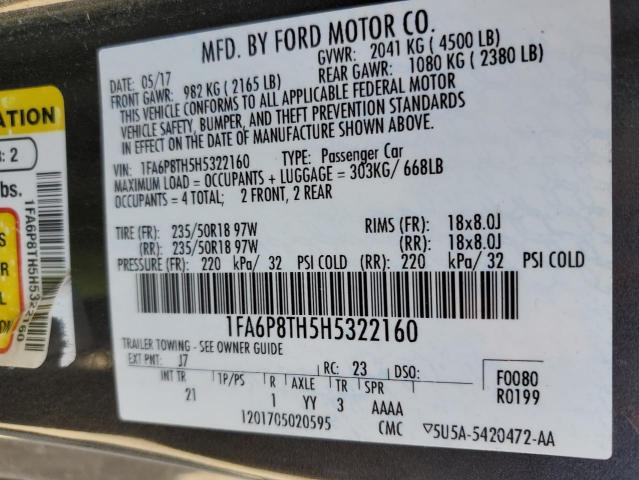 MFD. BY FORD MOTOR CO.
DATE: 05/17
GVWR: 2041 KG ( 4500 LB)
FRONT GAWR: 982 KG ( 2165 LB)
REAR GAWR: 1080 KG ( 2380 LB)
THIS VEHICLE CONFORMS TO ALL APPLICABLE FEDERAL MOTOR
VEHICLE SAFETY, BUMPER, AND THEFT PREVENTION STANDARDS
IN EFFECT ON THE DATE OF MANUFACTURE SHOWN ABOVE.
VIN: 1FA6P8TH5H5322160 TYPE: Passenger Car
MAXIMUM LOAD = OCCUPANTS + LUGGAGE = 303KG/ 668LB
OCCUPANTS = 4 TOTAL; 2 FRONT, 2 REAR
TIRE (FR): 235/50R18 97W RIMS (FR): 18x8.0J
(RR): 235/50R18 97W (RR): 18x8.0J
PRESSURE (FR): 220 kPa/ 32 PSI COLD (RR): 220 kPa/ 32 PSI COLD
1FA6P8TH5H5322160
TRAILER TOWING - SEE OWNER GUIDE
EXT PNT: J7 RC: 23 DSO:
INT TR 1P/PS R AXLE TR SPR
21 1 YY 3 AAAA
F0080
R0199
1201705020595 CMC 5U5A-5420472-AA
ATION
: 2
bs.
1FA6P8TH5H5322160
S
R
L